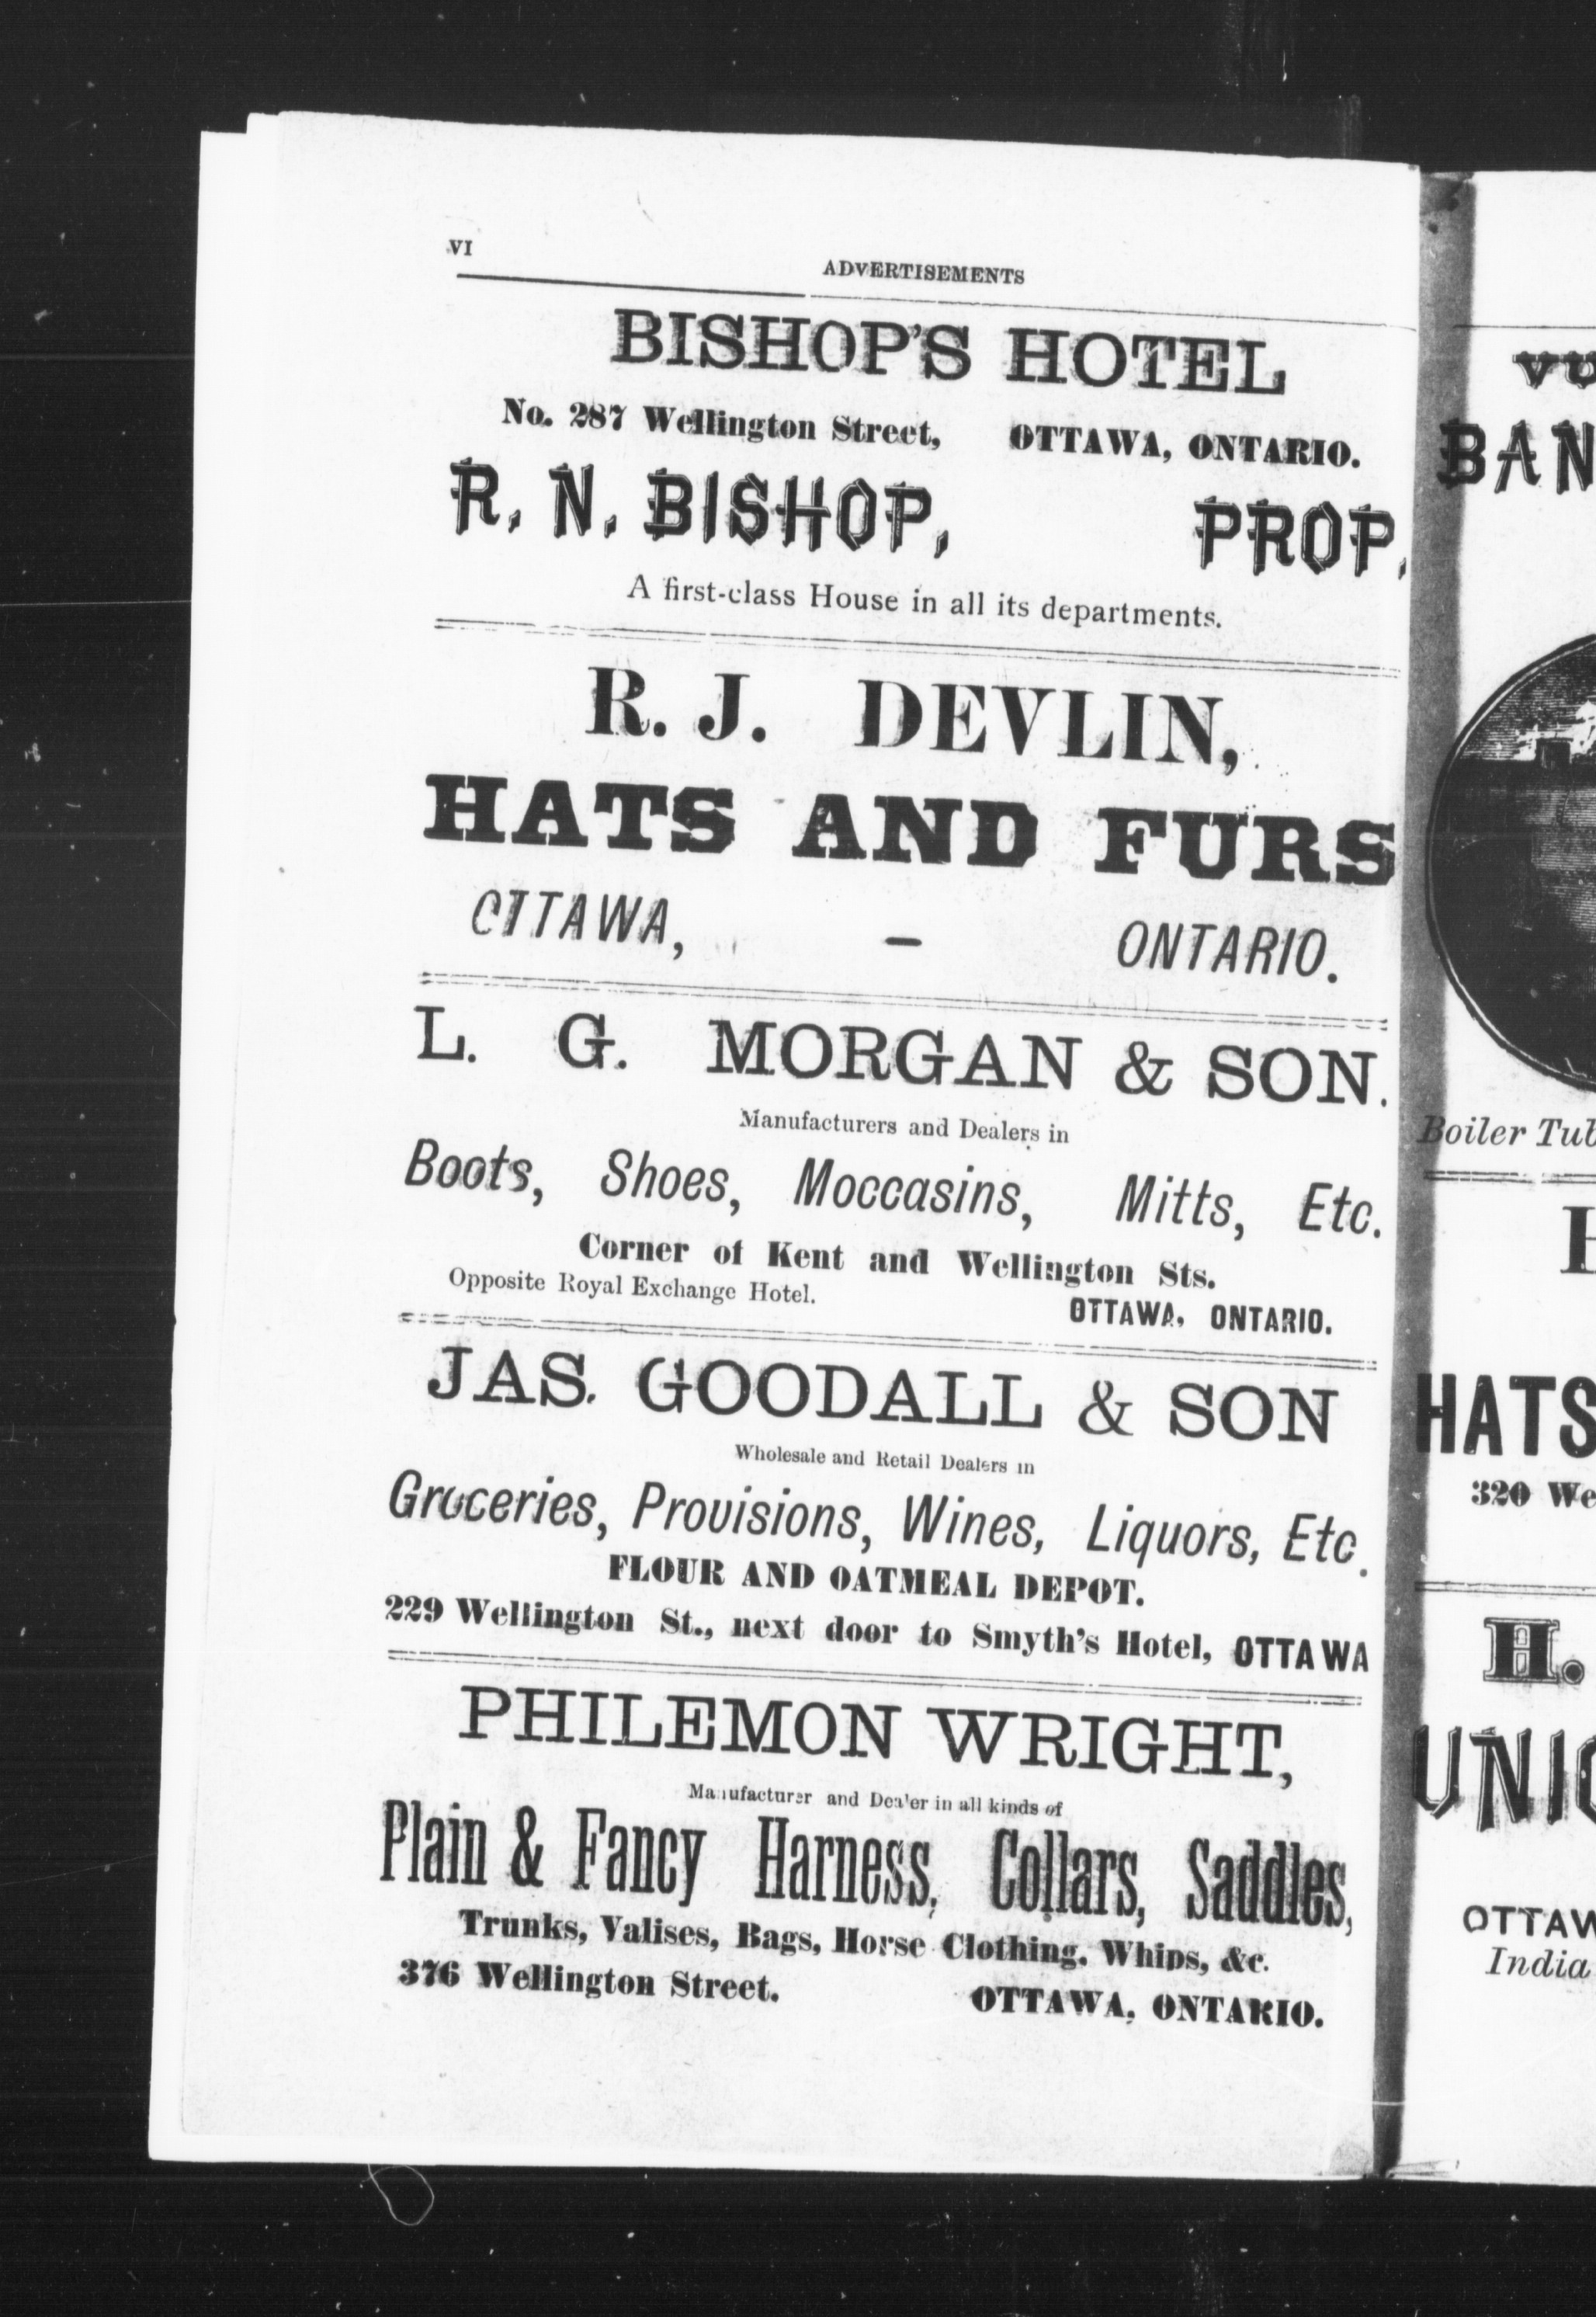 VI
ADVERTISEMENTS
BISHOP'S HOTEL
No. 287 Wellington Street, OTTAWA, ONTARIO.
R. N. BISHOP, PROP.
A first-class House in all its departments.
R. J. DEVLIN,
HATS AND FURS
OTTAWA, - ONTARIO.
L. G. MORGAN & SON.
Manufacturers and Dealers in
Boots, Shoes, Moccasins, Mitts, Etc.
Corner of Kent and Wellington Sts.
Opposite Royal Exchange Hotel.
OTTAWA, ONTARIO.
JAS. GOODALL & SON
Wholesale and Retail Dealers in
Groceries, Provisions, Wines, Liquors, Etc.
FLOUR AND OATMEAL DEPOT.
229 Wellington St., next door to Smyth's Hotel, OTTAWA
PHILEMON WRIGHT,
Manufacturer and Dealer in all kinds of
Plain & Fancy Harness, Collars, Saddles,
Trunks, Valises, Bags, Horse Clothing, Whips, &c.
376 Wellington Street. OTTAWA, ONTARIO.
BAN
Boiler Tub
HATS
320 We
H.
UNIO
OTTAW
India